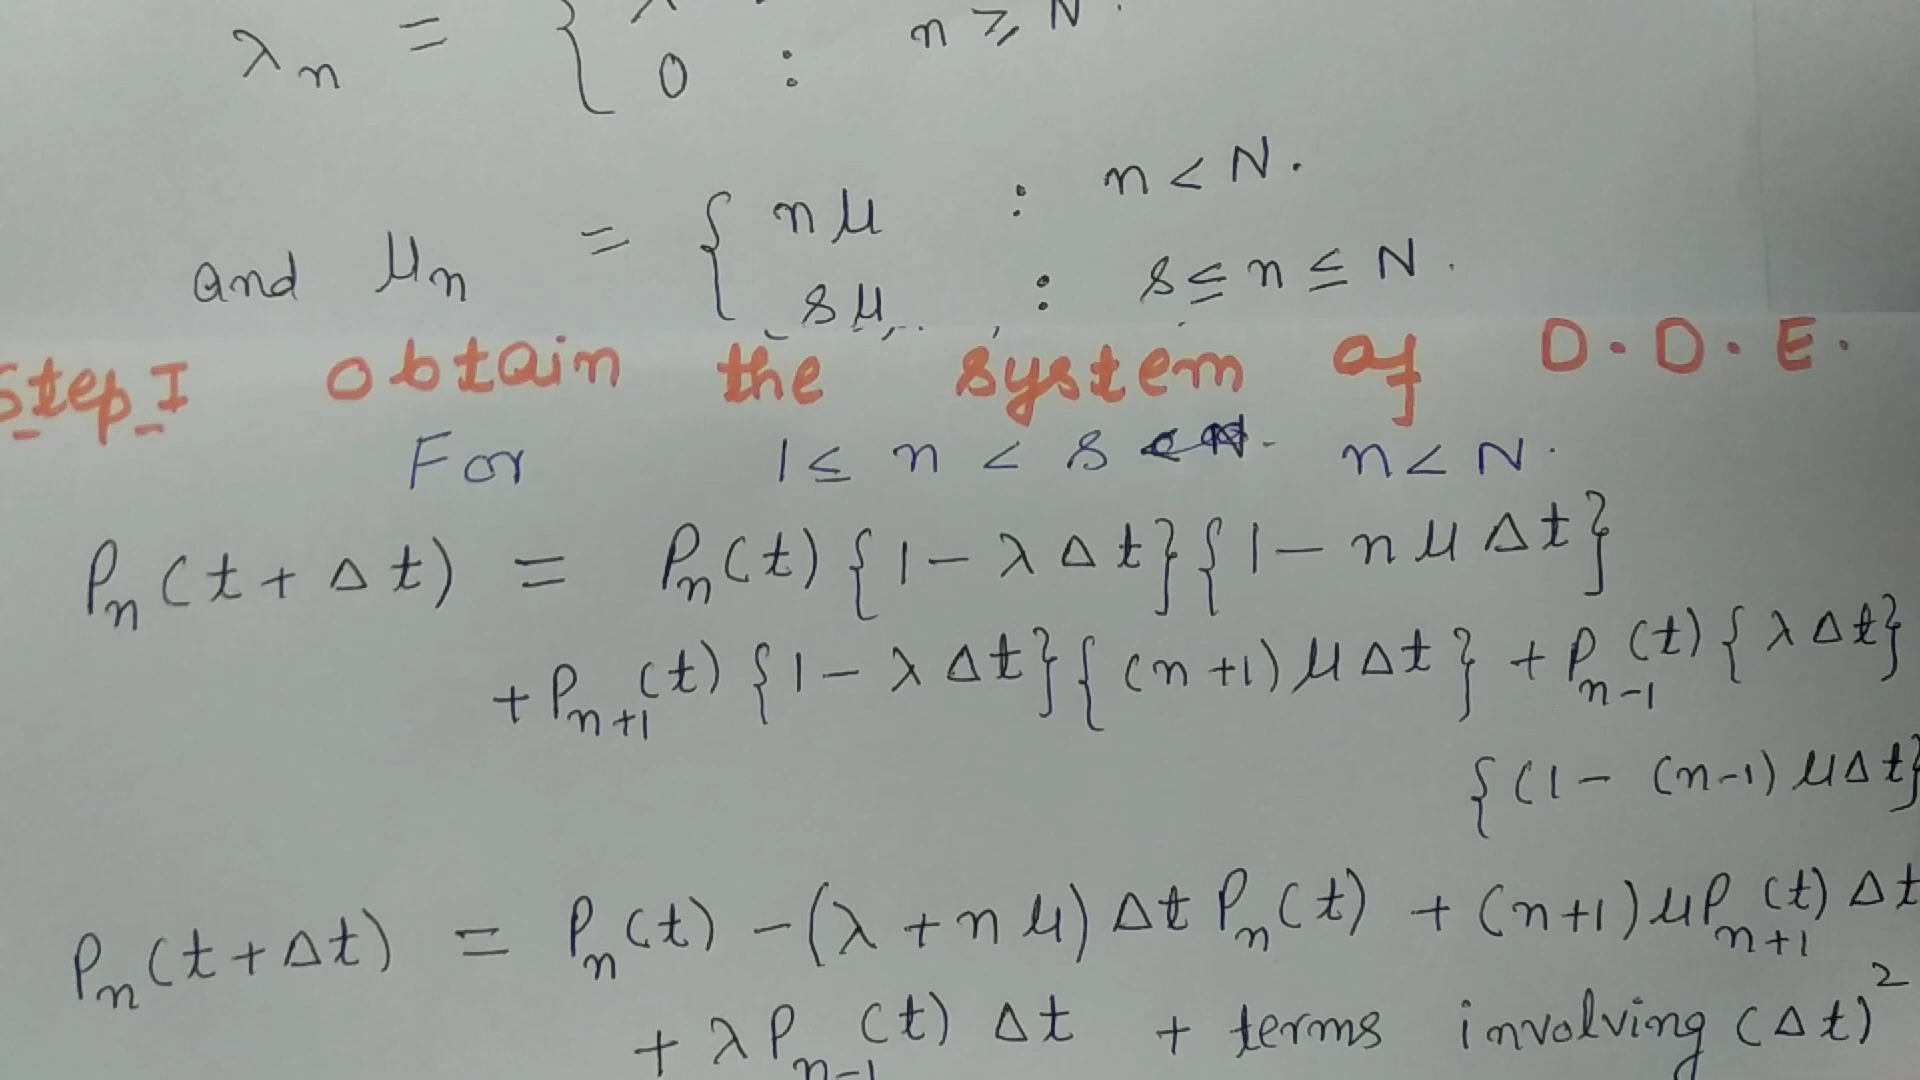 λn = { λ
0 : n ≥ N.
and μn = { nμ : n < N.
sμ : s ≤ n ≤ N.
Step I obtain the system of D.D.E.
For 1 ≤ n < s n < N.
Pn(t+Δt) = Pn(t){1-λΔt}{1-nμΔt}
+Pn+1(t){1-λΔt}{(n+1)μΔt}+Pn-1(t){λΔt}
{(1-(n-1)μΔt}
Pn(t+Δt) = Pn(t)-(λ+nμ)ΔtPn(t)+(n+1)μPn+1(t)Δt
+λPn-1(t)Δt + terms involving (Δt)²